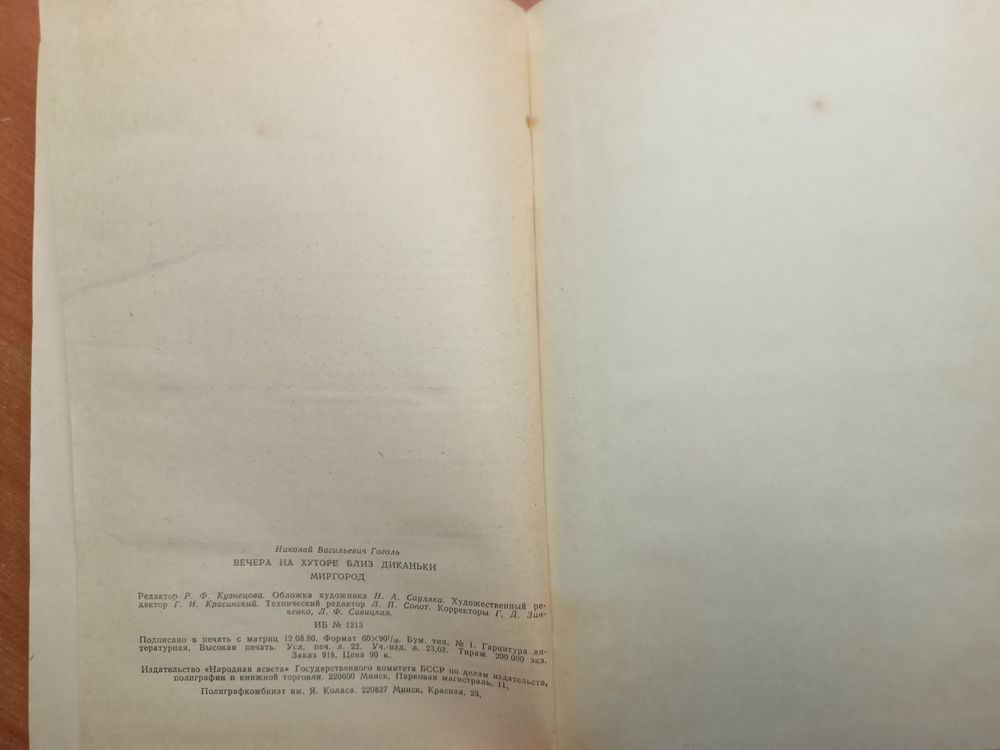 Николай Васильевич Гоголь
ВЕЧЕРА НА ХУТОРЕ БЛИЗ ДИКАНЬКИ
МИРГОРОД
Редактор Р. Ф. Кузнецова. Обложка художника Н. А. Сауляка. Художественный ре-
дактор Г. И. Красинский. Технический редактор Л. П. Сопот. Корректоры Г. Д. Зин-
ченко, Л. Ф. Савицкая.
ИБ № 1213
Подписано в печать с матриц 12.08.80. Формат 60×90¹/₁₆. Бум. тип. № 1. Гарнитура ли-
тературная. Высокая печать. Усл. печ. л. 22. Уч.-изд. л. 23,62. Тираж 200 000 экз.
Заказ 918. Цена 90 к.
Издательство «Народная асвета» Государственного комитета БССР по делам издательств,
полиграфии и книжной торговли. 220600 Минск, Парковая магистраль, 11,
Полиграфкомбинат им. Я. Коласа. 220827 Минск, Красная, 23.